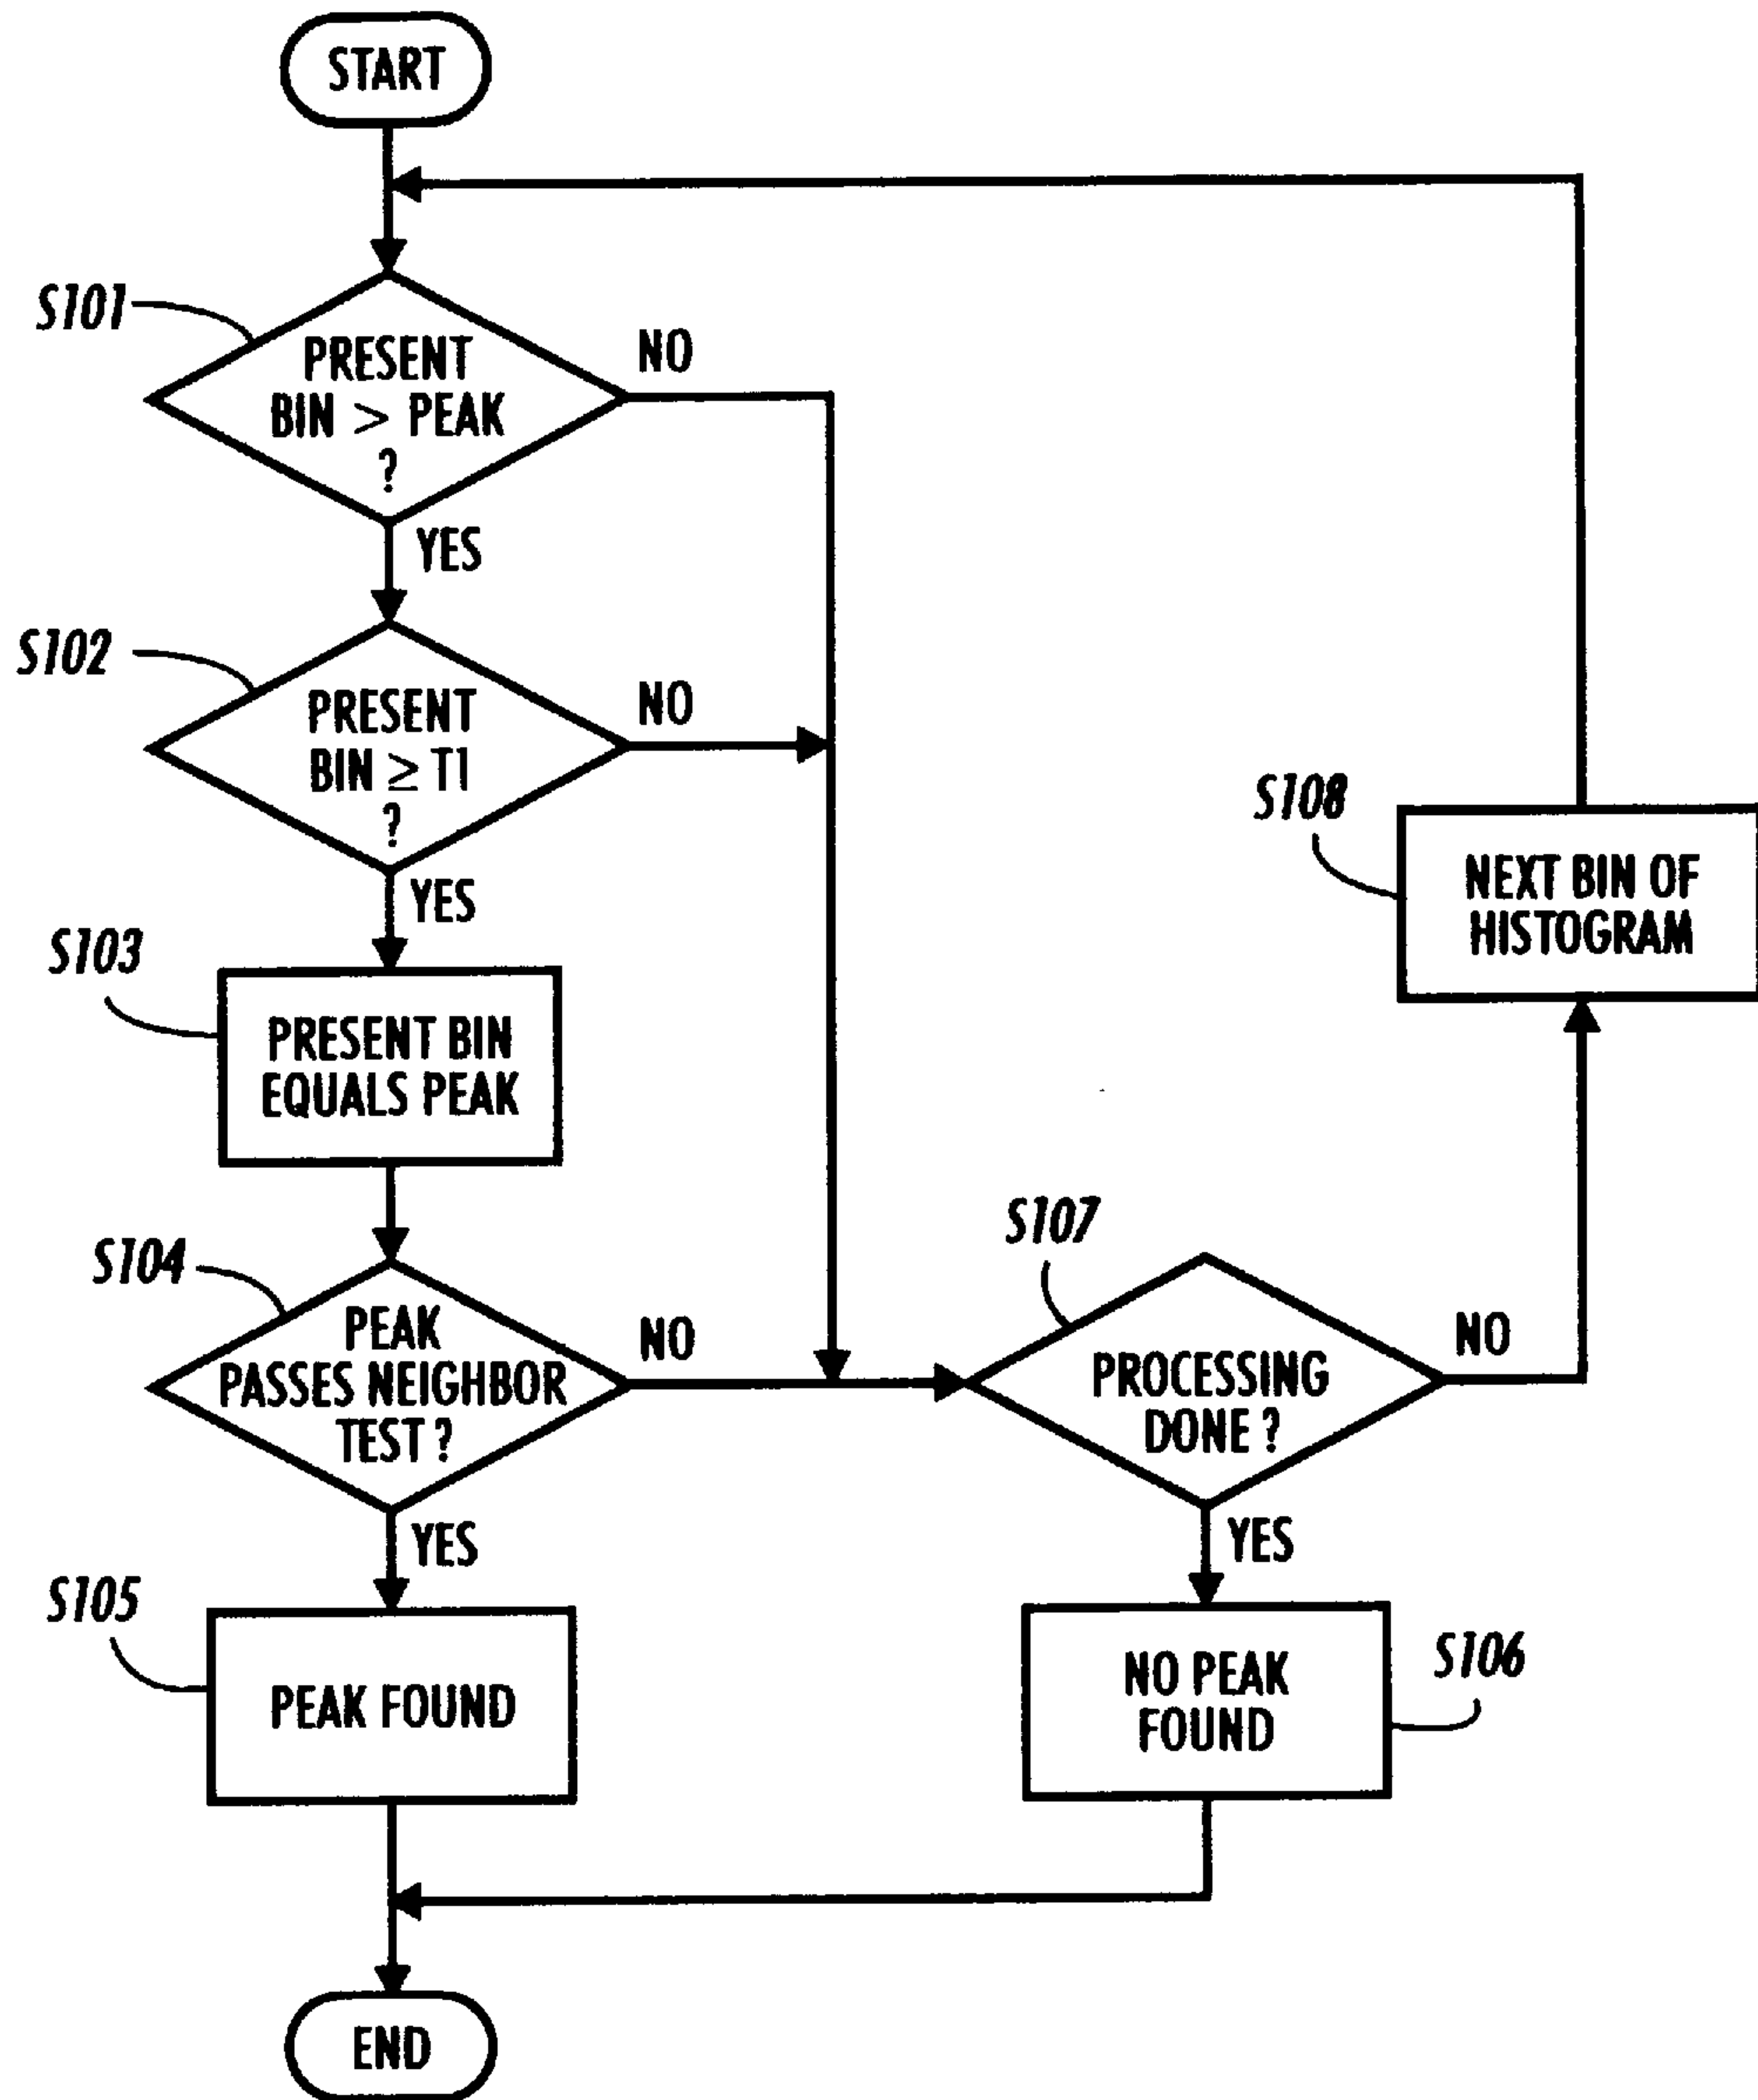 START
S101
PRESENT
BIN > PEAK
?
NO
YES
S102
PRESENT
BIN ≥ T1
?
NO
YES
S103
PRESENT BIN
EQUALS PEAK
S104
PEAK
PASSES NEIGHBOR
TEST ?
NO
YES
S105
PEAK FOUND
S107
PROCESSING
DONE ?
NO
YES
S108
NEXT BIN OF
HISTOGRAM
NO PEAK
FOUND
S106
END